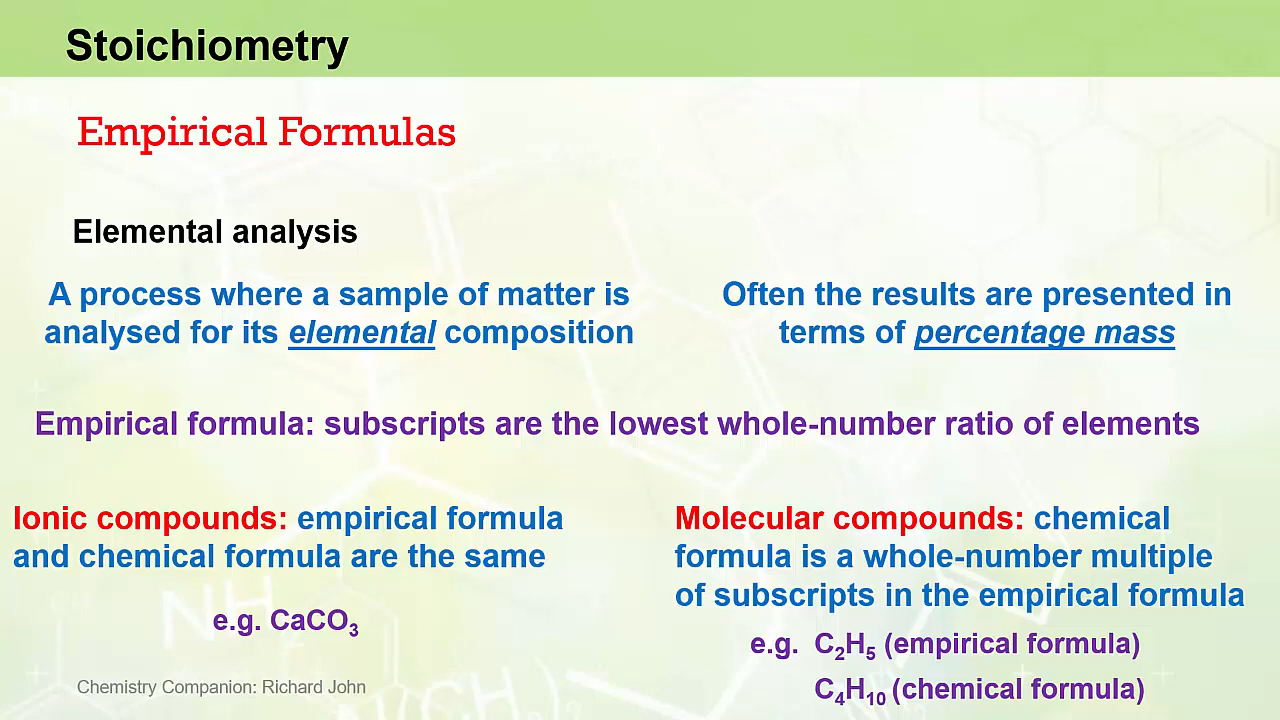 Stoichiometry
Empirical Formulas
Elemental analysis
A process where a sample of matter is
analysed for its elemental composition
Often the results are presented in
terms of percentage mass
Empirical formula: subscripts are the lowest whole-number ratio of elements
Ionic compounds: empirical formula
and chemical formula are the same
e.g. CaCO₃
Molecular compounds: chemical
formula is a whole-number multiple
of subscripts in the empirical formula
e.g. C₂H₅ (empirical formula)
C₄H₁₀ (chemical formula)
Chemistry Companion: Richard John